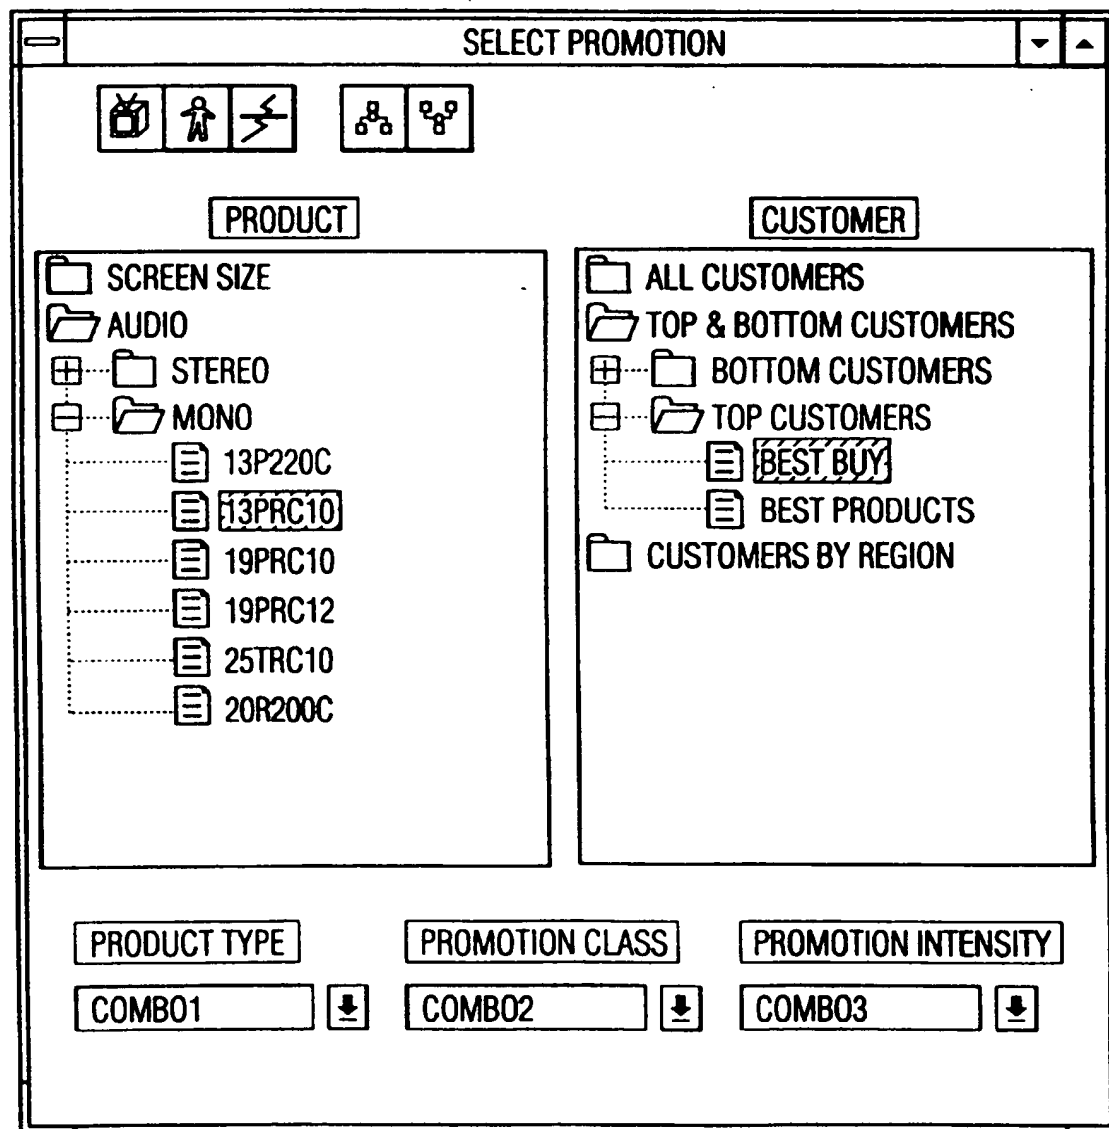 SELECT PROMOTION
PRODUCT
SCREEN SIZE
AUDIO
STEREO
MONO
13P220C
13PRC10
19PRC10
19PRC12
25TRC10
20R200C
CUSTOMER
ALL CUSTOMERS
TOP & BOTTOM CUSTOMERS
BOTTOM CUSTOMERS
TOP CUSTOMERS
BEST BUY
BEST PRODUCTS
CUSTOMERS BY REGION
PRODUCT TYPE
COMBO1
PROMOTION CLASS
COMBO2
PROMOTION INTENSITY
COMBO3